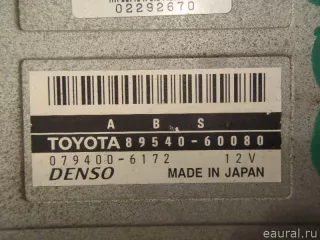 02292670
A B S
TOYOTA 89540-60080
079400-6172 12V
DENSO MADE IN JAPAN
eaural.ru